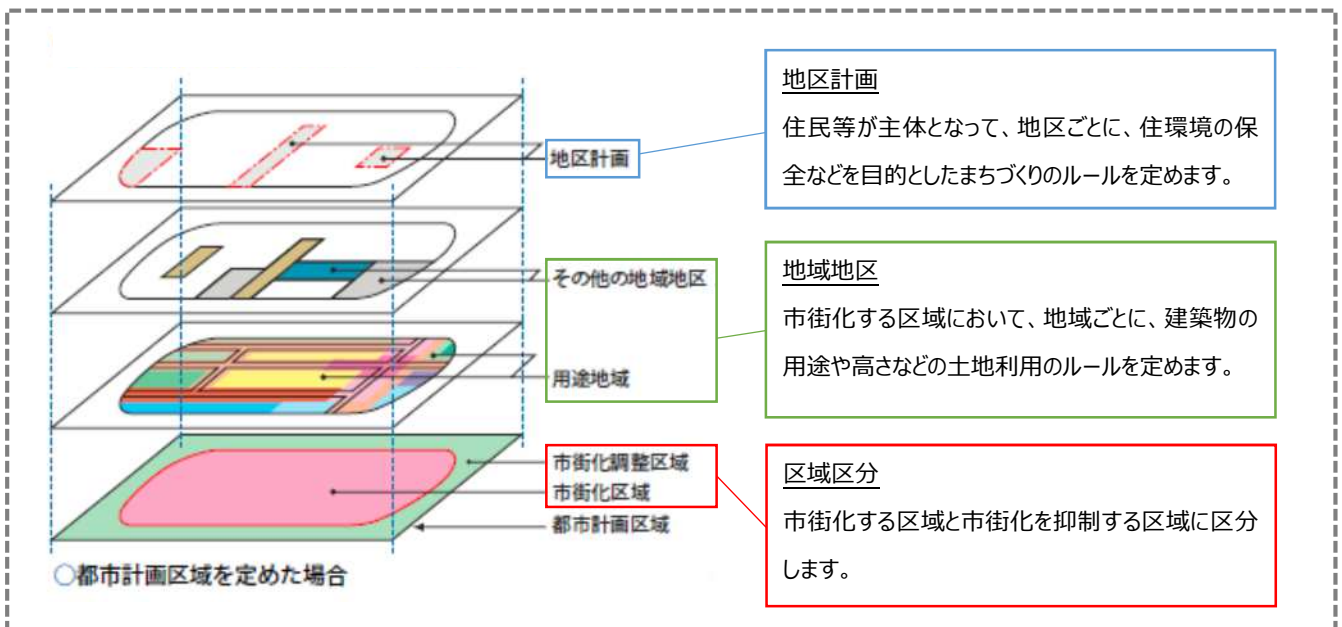 地区計画
その他の地域地区
用途地域
市街化調整区域
市街化区域
都市計画区域
○都市計画区域を定めた場合
地区計画
住民等が主体となって、地区ごとに、住環境の保
全などを目的としたまちづくりのルールを定めます。
地域地区
市街化する区域において、地域ごとに、建築物の
用途や高さなどの土地利用のルールを定めます。
区域区分
市街化する区域と市街化を抑制する区域に区分
します。